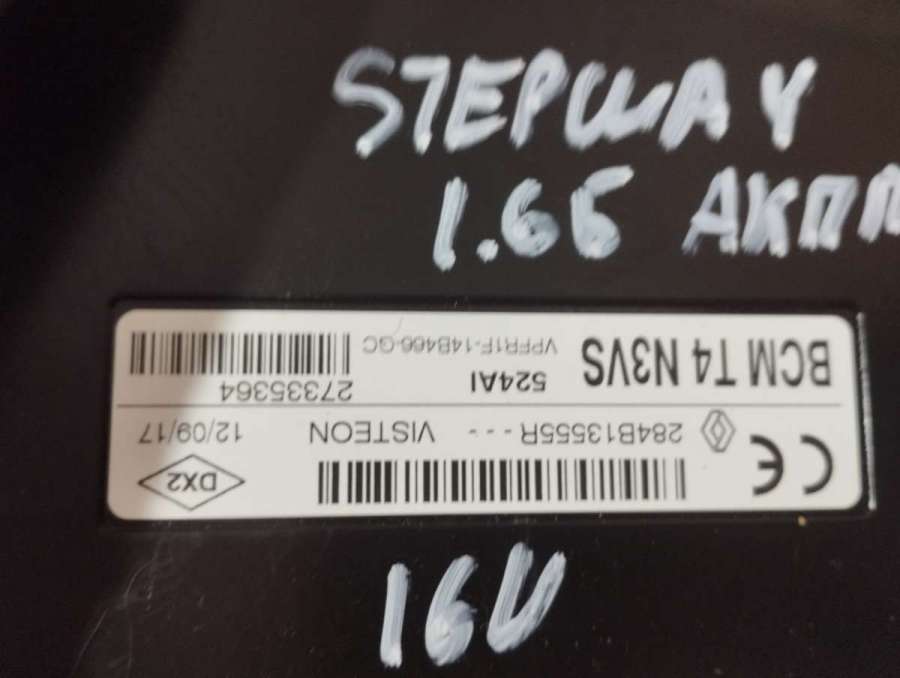 STEPWAY
1.6Б АКПП
CE
284B13555R--- VISTEON 12/09/17
DX2
BCM T4 N3VS 524AI 27335364
VPFR1F-14B466-GC
16V